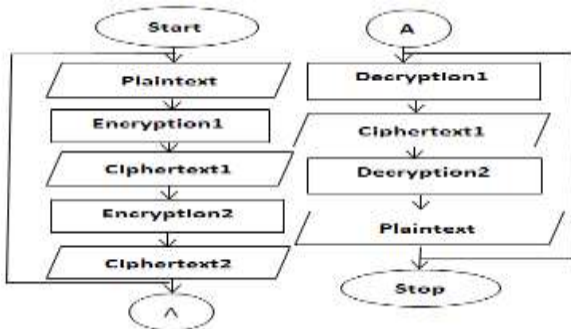 Start
Plaintext
Encryption1
Ciphertext1
Encryption2
Ciphertext2
A
A
Decryption1
Ciphertext1
Decryption2
Plaintext
Stop